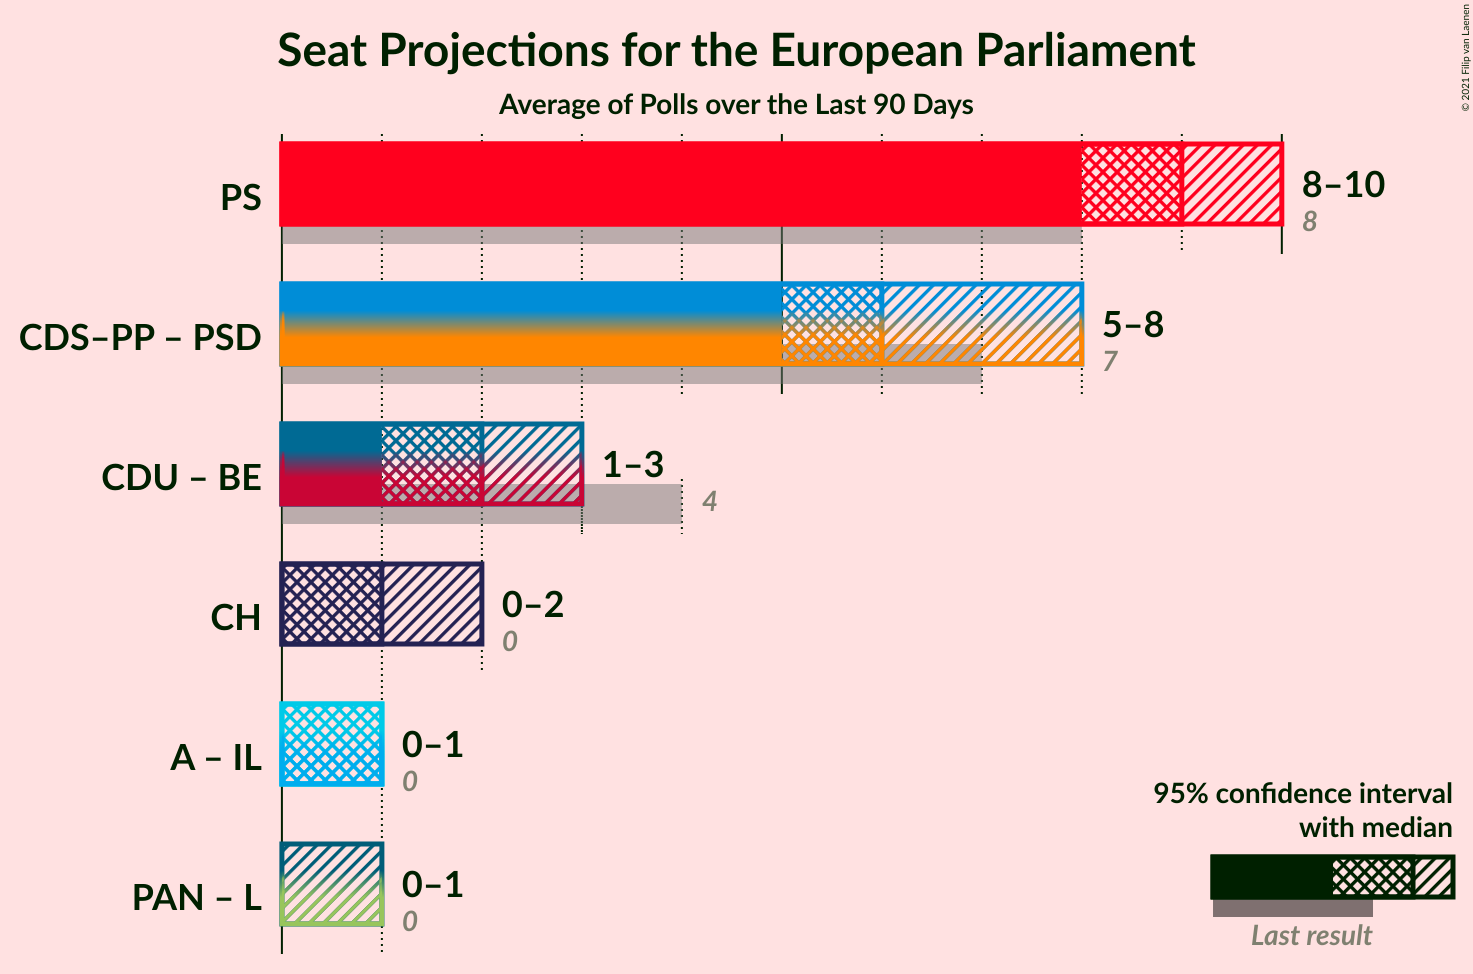 Seat Projections for the European Parliament
Average of Polls over the Last 90 Days
© 2021 Filip van Laenen
PS
8–10
8
CDS–PP – PSD
5–8
7
CDU – BE
1–3
4
CH
0–2
0
A – IL
0–1
0
PAN – L
0–1
0
95% confidence interval
with median
Last result